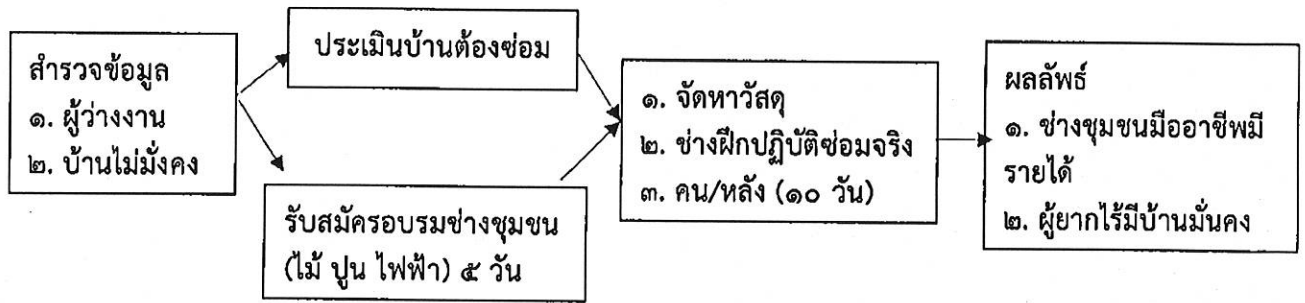 สำรวจข้อมูล
๑. ผู้ว่างงาน
๒. บ้านไม่มั่งคง
ประเมินบ้านต้องซ่อม
รับสมัครอบรมช่างชุมชน
(ไม้ ปูน ไฟฟ้า) ๕ วัน
๑. จัดหาวัสดุ
๒. ช่างฝึกปฏิบัติซ่อมจริง
๓. คน/หลัง (๑๐ วัน)
ผลลัพธ์
๑. ช่างชุมชนมืออาชีพมี
รายได้
๒. ผู้ยากไร้มีบ้านมั่นคง